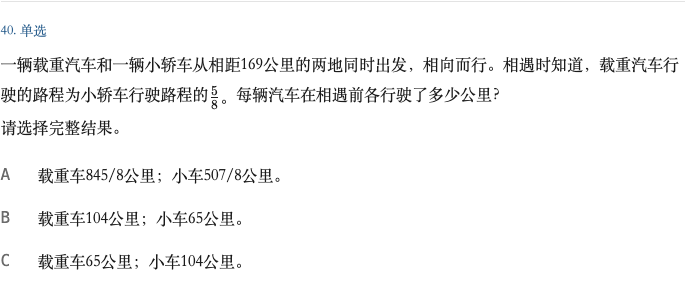 40. 单选
一辆载重汽车和一辆小轿车从相距169公里的两地同时出发，相向而行。相遇时知道，载重汽车行
驶的路程为小轿车行驶路程的5/8。每辆汽车在相遇前各行驶了多少公里？
请选择完整结果。
A 载重车845/8公里；小车507/8公里。
B 载重车104公里；小车65公里。
C 载重车65公里；小车104公里。